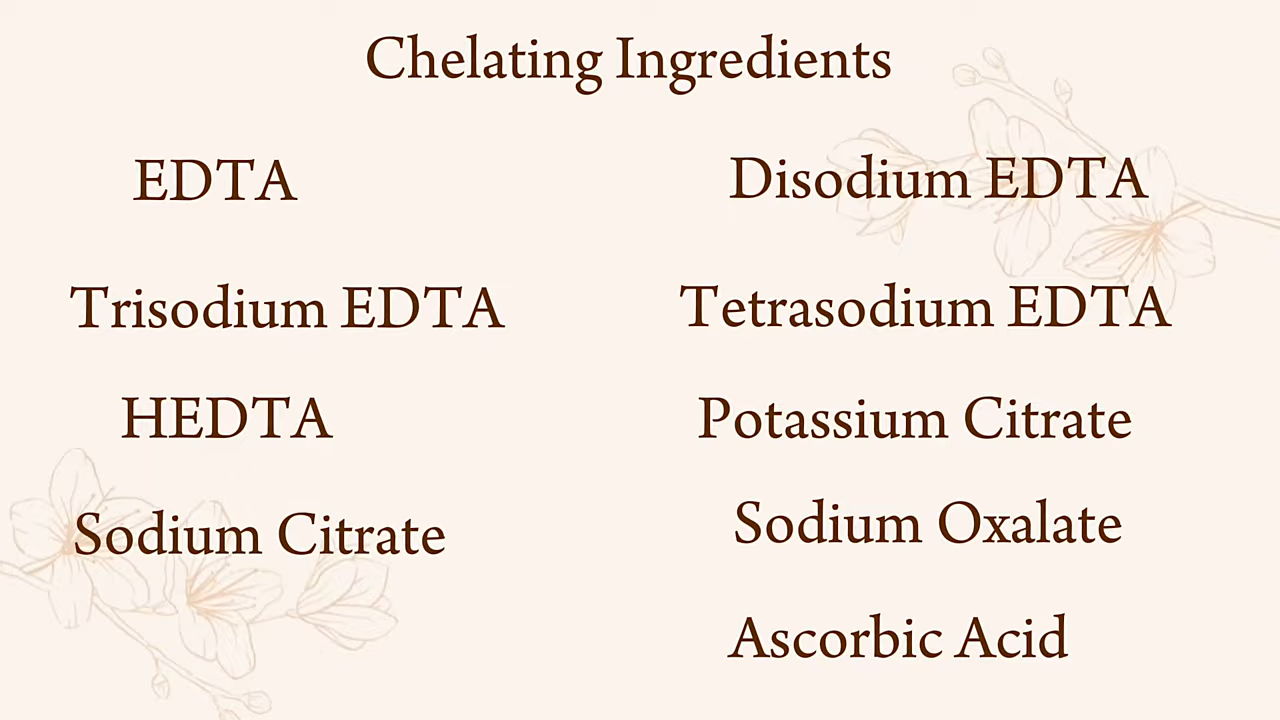 Chelating Ingredients
EDTA
Disodium EDTA
Trisodium EDTA
Tetrasodium EDTA
HEDTA
Potassium Citrate
Sodium Citrate
Sodium Oxalate
Ascorbic Acid